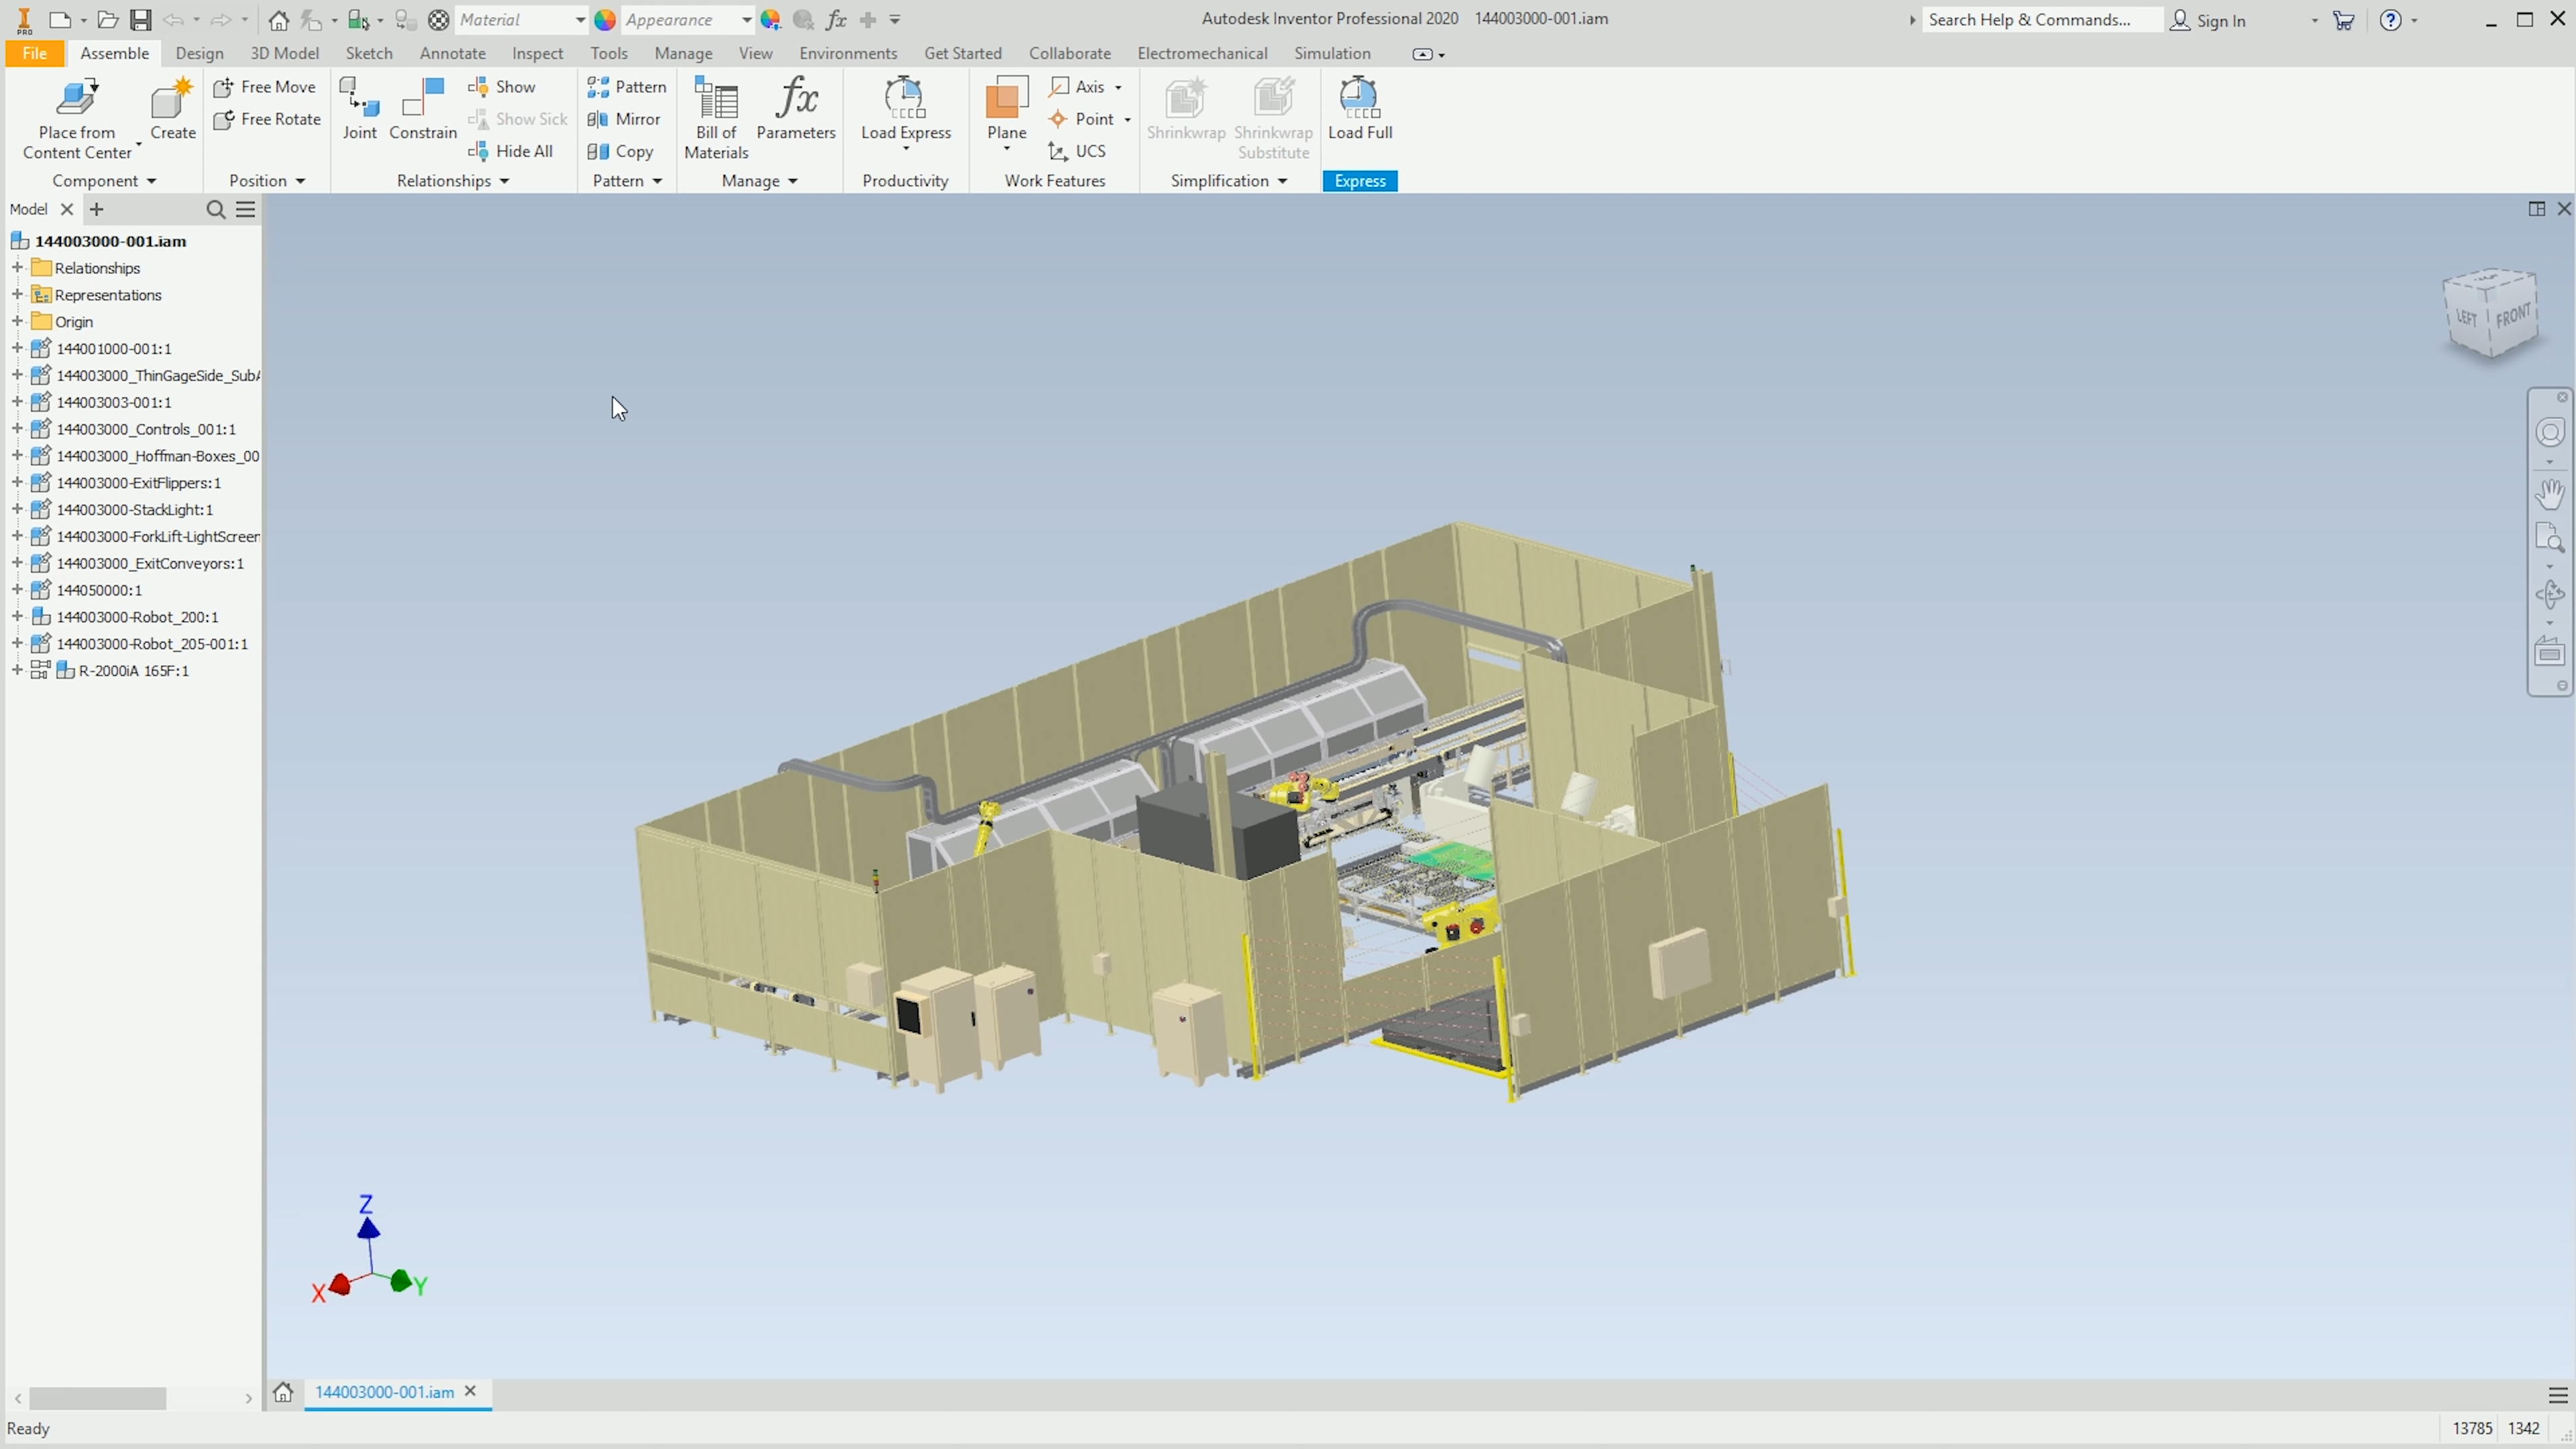 PRO
Material
Appearance
fx
Autodesk Inventor Professional 2020 144003000-001.iam
Search Help & Commands...
Sign In
File Assemble Design 3D Model Sketch Annotate Inspect Tools Manage View Environments Get Started Collaborate Electromechanical Simulation
Place from
Content Center
Create
Free Move
Free Rotate
Joint
Constrain
Show
Show Sick
Hide All
Pattern
Mirror
Copy
Bill of
Materials
fx
Parameters
Load Express
Plane
Axis
Point
UCS
Shrinkwrap
Shrinkwrap
Substitute
Load Full
Component Position Relationships Pattern Manage Productivity Work Features Simplification Express
Model
144003000-001.iam
Relationships
Representations
Origin
144001000-001:1
144003000_ThinGageSide_SubA
144003003-001:1
144003000_Controls_001:1
144003000_Hoffman-Boxes_00
144003000-ExitFlippers:1
144003000-StackLight:1
144003000-ForkLift-LightScreen
144003000_ExitConveyors:1
144050000:1
144003000-Robot_200:1
144003000-Robot_205-001:1
R-2000iA 165F:1
LEFT
FRONT
Z
X
Y
144003000-001.iam
Ready
13785 1342